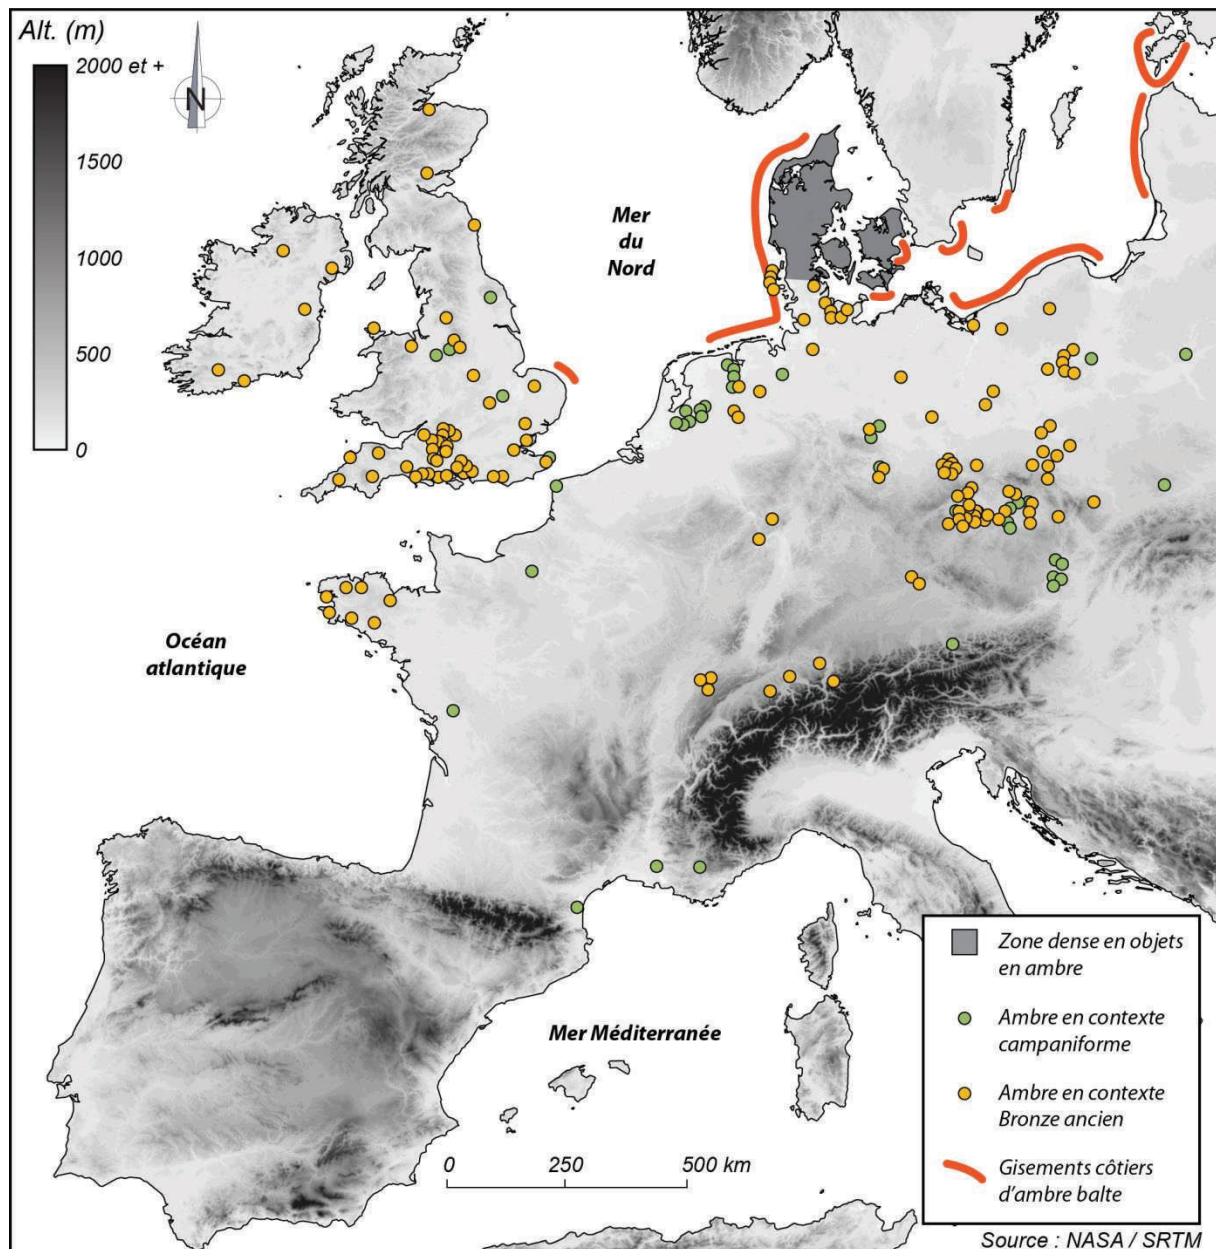 Alt. (m)
2000 et +
1500
1000
500
0
N
Mer
du
Nord
Océan
atlantique
Mer Méditerranée
0 250 500 km
Zone dense en objets
en ambre
Ambre en contexte
campaniforme
Ambre en contexte
Bronze ancien
Gisements côtiers
d'ambre balte
Source : NASA / SRTM